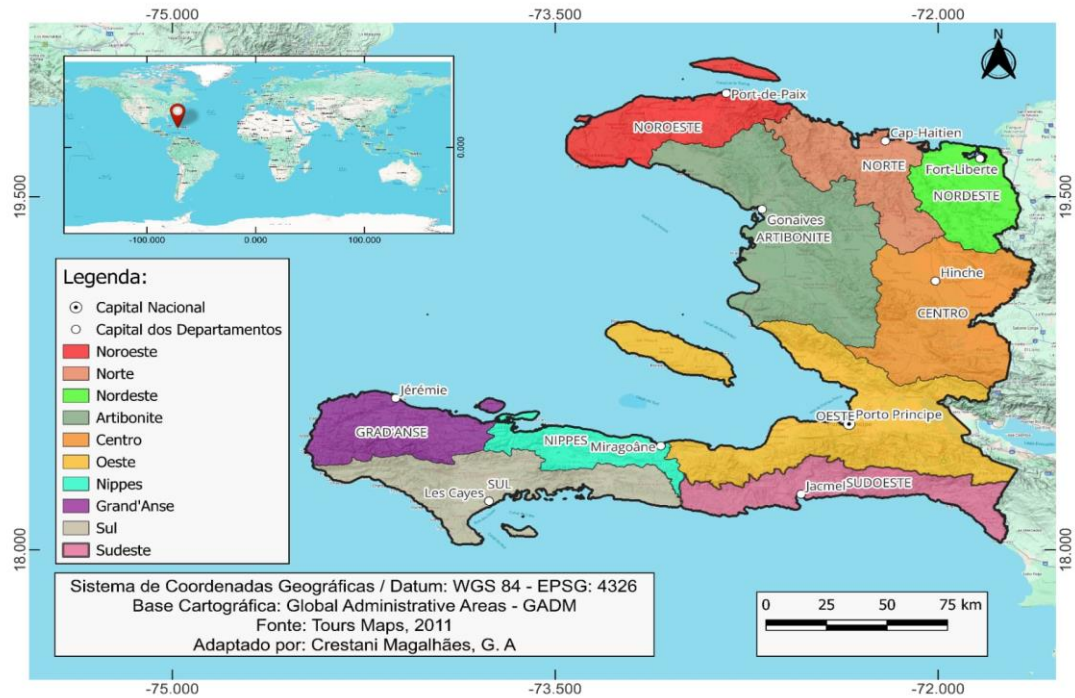 -75.000
-73.500
-72.000
N
Port-de-Paix
NOROESTE
Cap-Haitien
NORTE
Fort-Liberte
NORDESTE
0.000
19.500
19.500
-100.000
0.000
100.000
Gonaives
ARTIBONITE
Hinche
CENTRO
Legenda:
Capital Nacional
Capital dos Departamentos
Noroeste
Norte
Nordeste
Artibonite
Centro
Oeste
Nippes
Grand'Anse
Sul
Sudeste
Jérémie
GRAD'ANSE
NIPPES
Miragoâne
OESTE
Porto Principe
Les Cayes
SUL
Jacmel
SUDOESTE
18.000
18.000
Sistema de Coordenadas Geográficas / Datum: WGS 84 - EPSG: 4326
Base Cartográfica: Global Administrative Areas - GADM
Fonte: Tours Maps, 2011
Adaptado por: Crestani Magalhães, G. A
0 25 50 75 km
-75.000
-73.500
-72.000